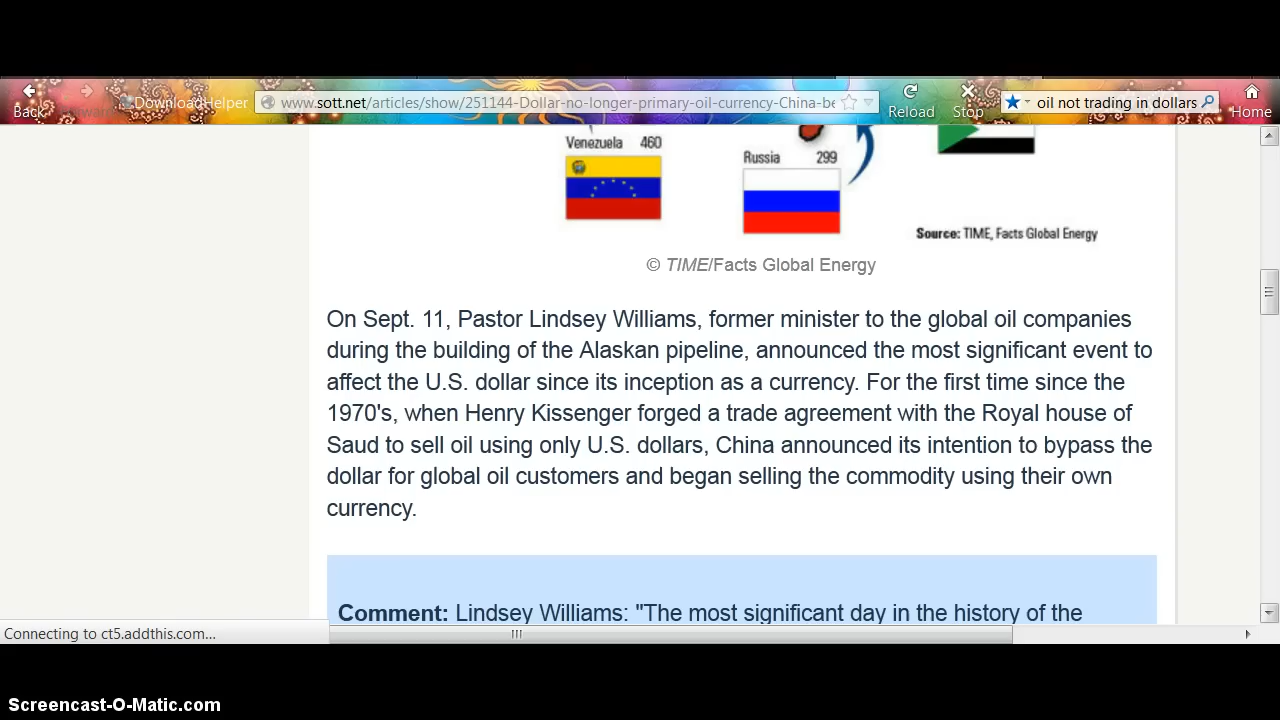 Back
Forward
DownloadHelper
www.sott.net/articles/show/251144-Dollar-no-longer-primary-oil-currency-China-be
Reload
Stop
oil not trading in dollars
Home
Venezuela 460
Russia 299
Source: TIME, Facts Global Energy
© TIME/Facts Global Energy
On Sept. 11, Pastor Lindsey Williams, former minister to the global oil companies
during the building of the Alaskan pipeline, announced the most significant event to
affect the U.S. dollar since its inception as a currency. For the first time since the
1970's, when Henry Kissenger forged a trade agreement with the Royal house of
Saud to sell oil using only U.S. dollars, China announced its intention to bypass the
dollar for global oil customers and began selling the commodity using their own
currency.
Comment: Lindsey Williams: "The most significant day in the history of the
Connecting to ct5.addthis.com...
Screencast-O-Matic.com